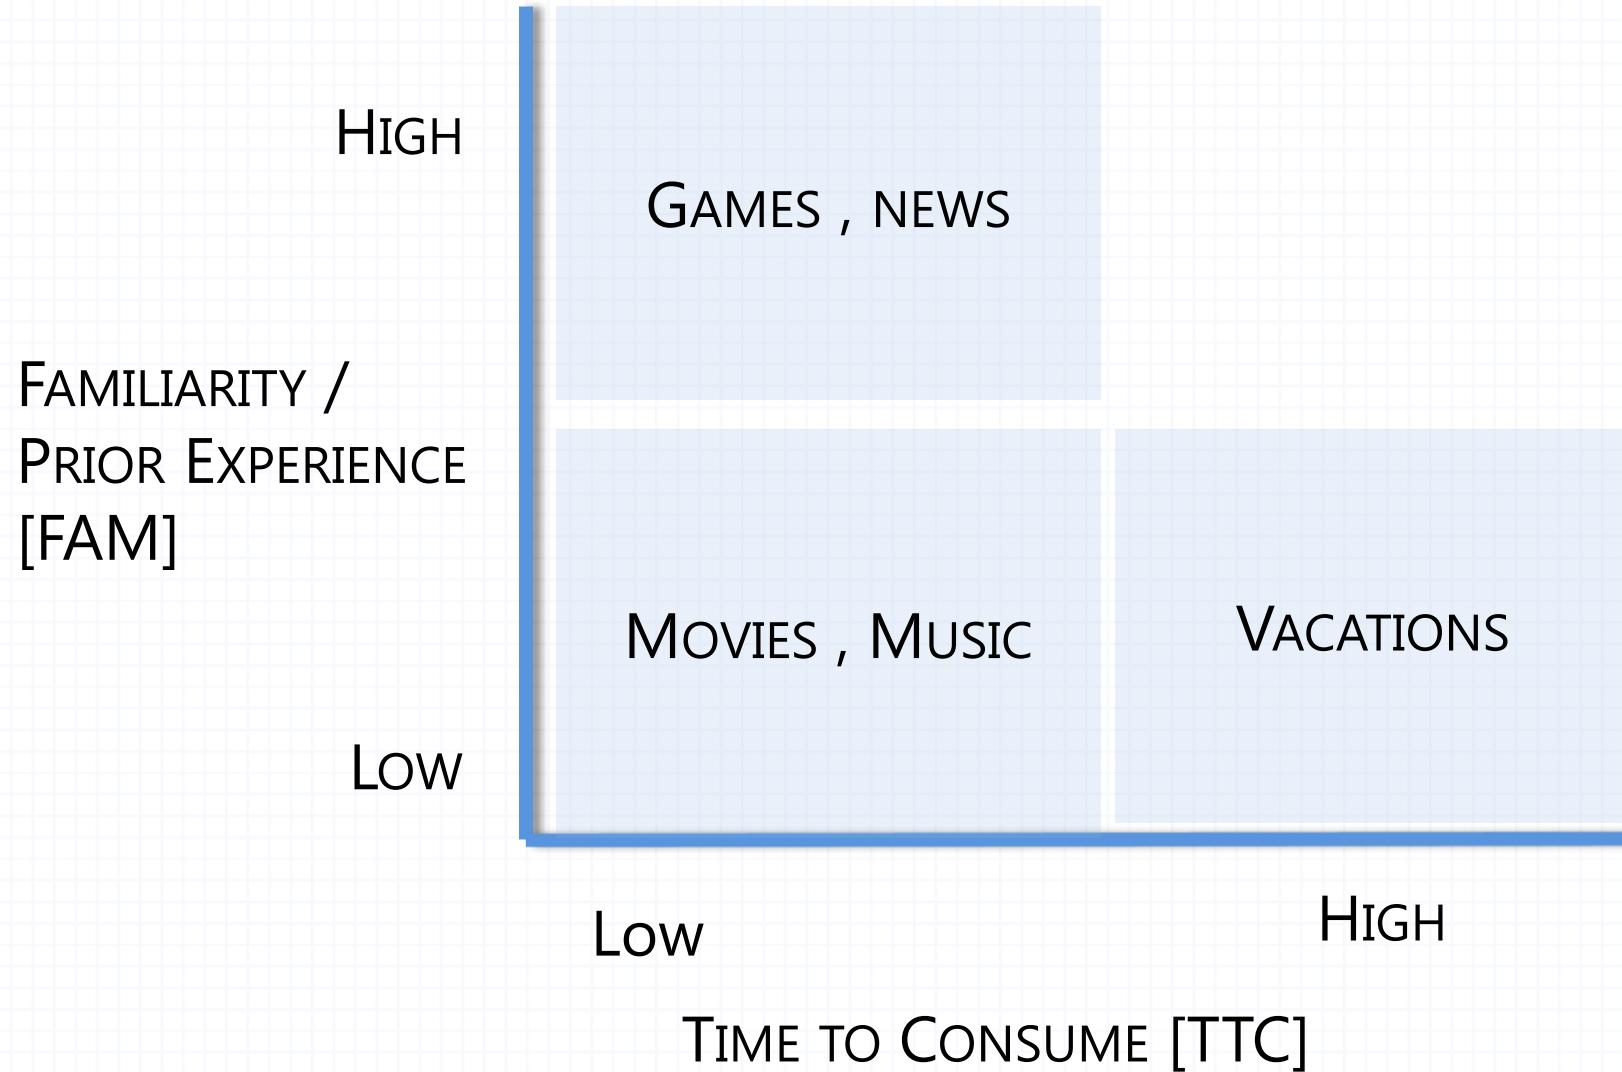 High
Games , news
Familiarity /
Prior Experience
[FAM]
Movies , Music
Vacations
Low
Low
High
Time to Consume [TTC]